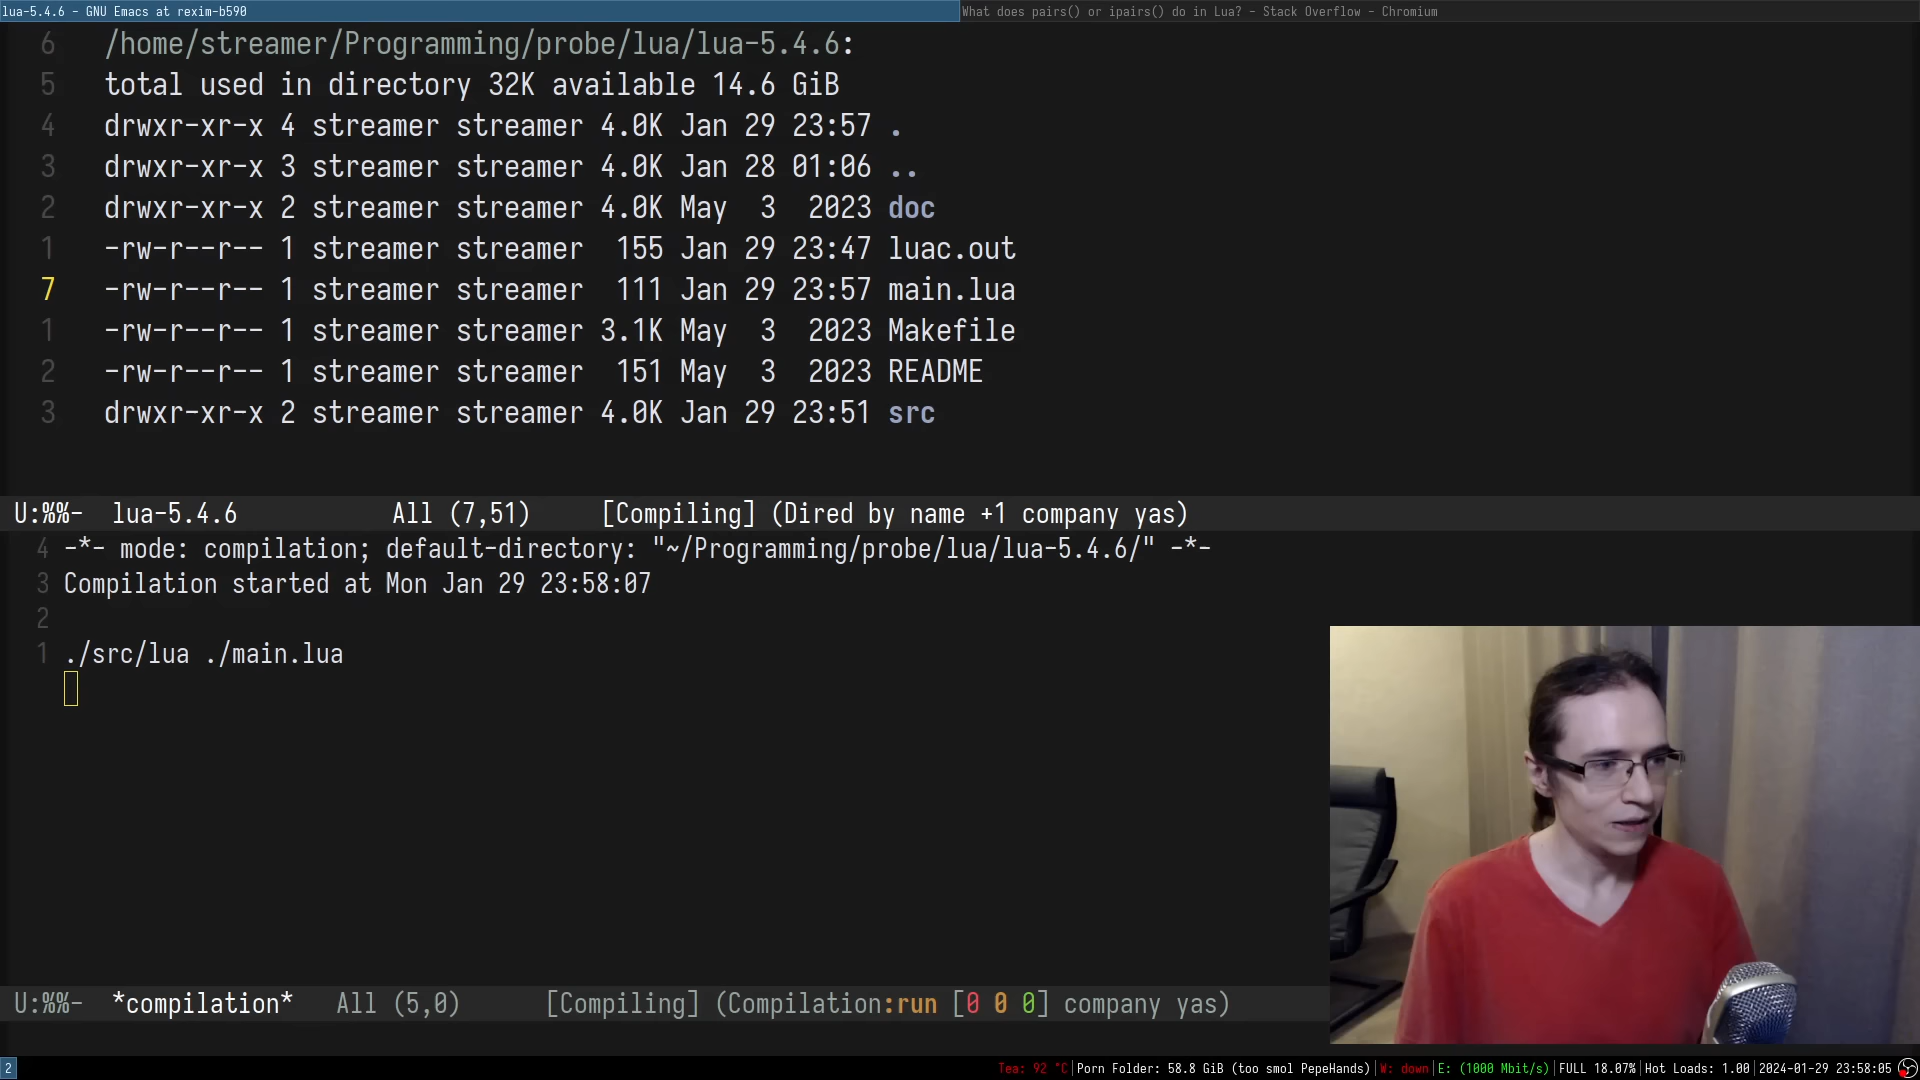 lua-5.4.6 - GNU Emacs at rexim-b590
What does pairs() or ipairs() do in Lua? - Stack Overflow - Chromium
6 /home/streamer/Programming/probe/lua/lua-5.4.6:
5 total used in directory 32K available 14.6 GiB
4 drwxr-xr-x 4 streamer streamer 4.0K Jan 29 23:57 .
3 drwxr-xr-x 3 streamer streamer 4.0K Jan 28 01:06 ..
2 drwxr-xr-x 2 streamer streamer 4.0K May  3  2023 doc
1 -rw-r--r-- 1 streamer streamer  155 Jan 29 23:47 luac.out
7 -rw-r--r-- 1 streamer streamer  111 Jan 29 23:57 main.lua
1 -rw-r--r-- 1 streamer streamer 3.1K May  3  2023 Makefile
2 -rw-r--r-- 1 streamer streamer  151 May  3  2023 README
3 drwxr-xr-x 2 streamer streamer 4.0K Jan 29 23:51 src
U:%%-  lua-5.4.6           All (7,51)     [Compiling] (Dired by name +1 company yas)
4 -*- mode: compilation; default-directory: "~/Programming/probe/lua/lua-5.4.6/" -*-
3 Compilation started at Mon Jan 29 23:58:07
2
1 ./src/lua ./main.lua
U:%%-  *compilation*   All (5,0)      [Compiling] (Compilation:run [0 0 0] company yas)
2
Tea: 92 °C|Porn Folder: 58.8 GiB (too smol PepeHands)|W: down|E: (1000 Mbit/s)|FULL 18.07%|Hot Loads: 1.00|2024-01-29 23:58:05